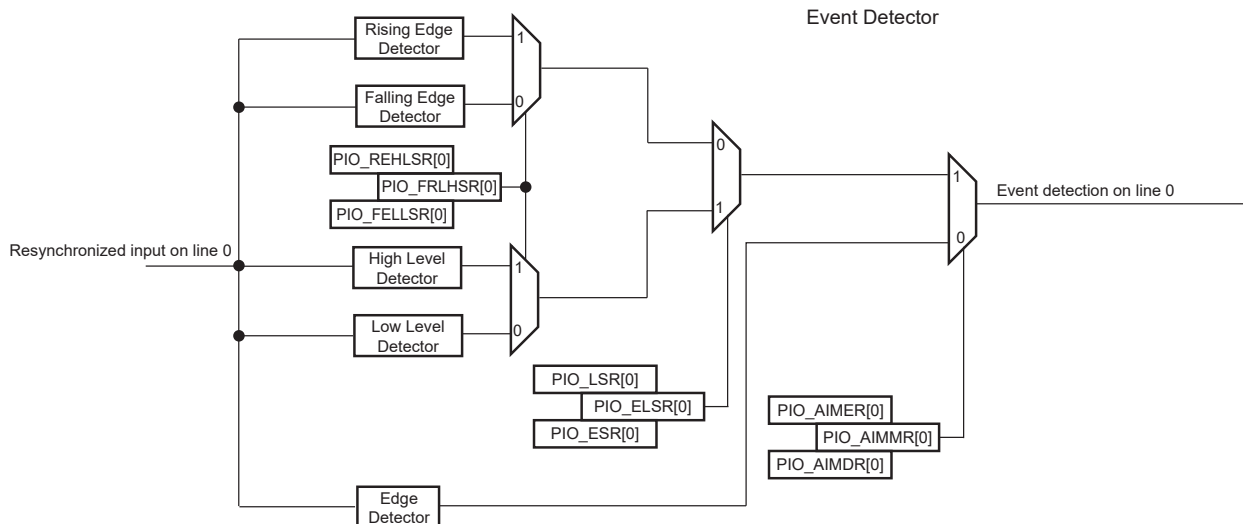 Event Detector
Rising Edge
Detector
1
Falling Edge
Detector
0
0
PIO_REHLSR[0]
PIO_FRLHSR[0]
PIO_FELLSR[0]
1
1
Event detection on line 0
Resynchronized input on line 0
0
High Level
Detector
1
Low Level
Detector
0
PIO_LSR[0]
PIO_ELSR[0]
PIO_ESR[0]
PIO_AIMER[0]
PIO_AIMMR[0]
PIO_AIMDR[0]
Edge
Detector